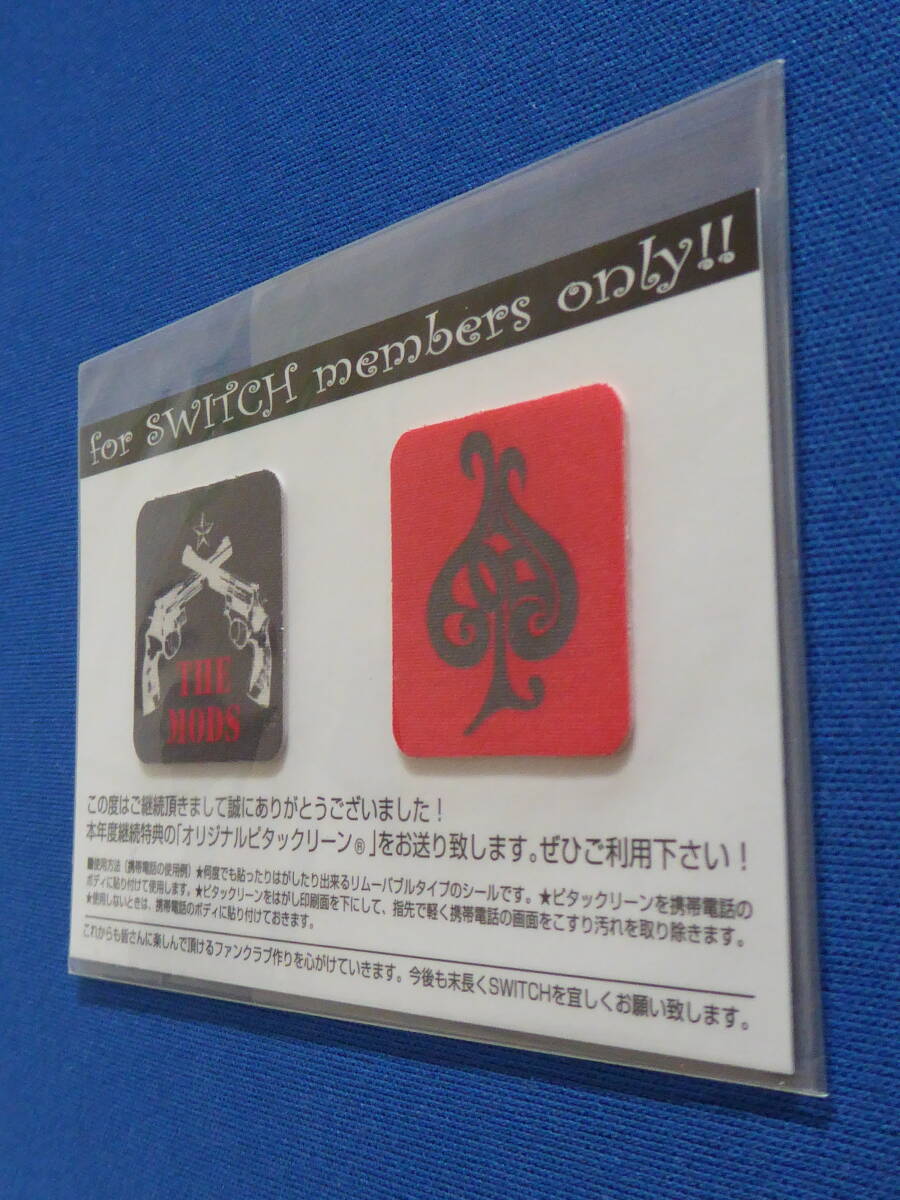 for SWITCH members only!!
THE
MODS
この度はご継続頂きまして誠にありがとうございました！
本年度継続特典の｢オリジナルピタックリーン®｣をお送り致します。ぜひご利用下さい！
■使用方法（携帯電話の使用例）★何度でも貼ったりはがしたり出来るリムーバブルタイプのシールです。★ピタックリーンを携帯電話の
ボディに貼り付けて使用します。★ピタックリーンをはがし印刷面を下にして、指先で軽く携帯電話の画面をこすり汚れを取り除きます。
★使用しないときは、携帯電話のボディに貼り付けておきます。
これからも皆さんに楽しんで頂けるファンクラブ作りを心がけていきます。今後も末長くSWITCHを宜しくお願い致します。